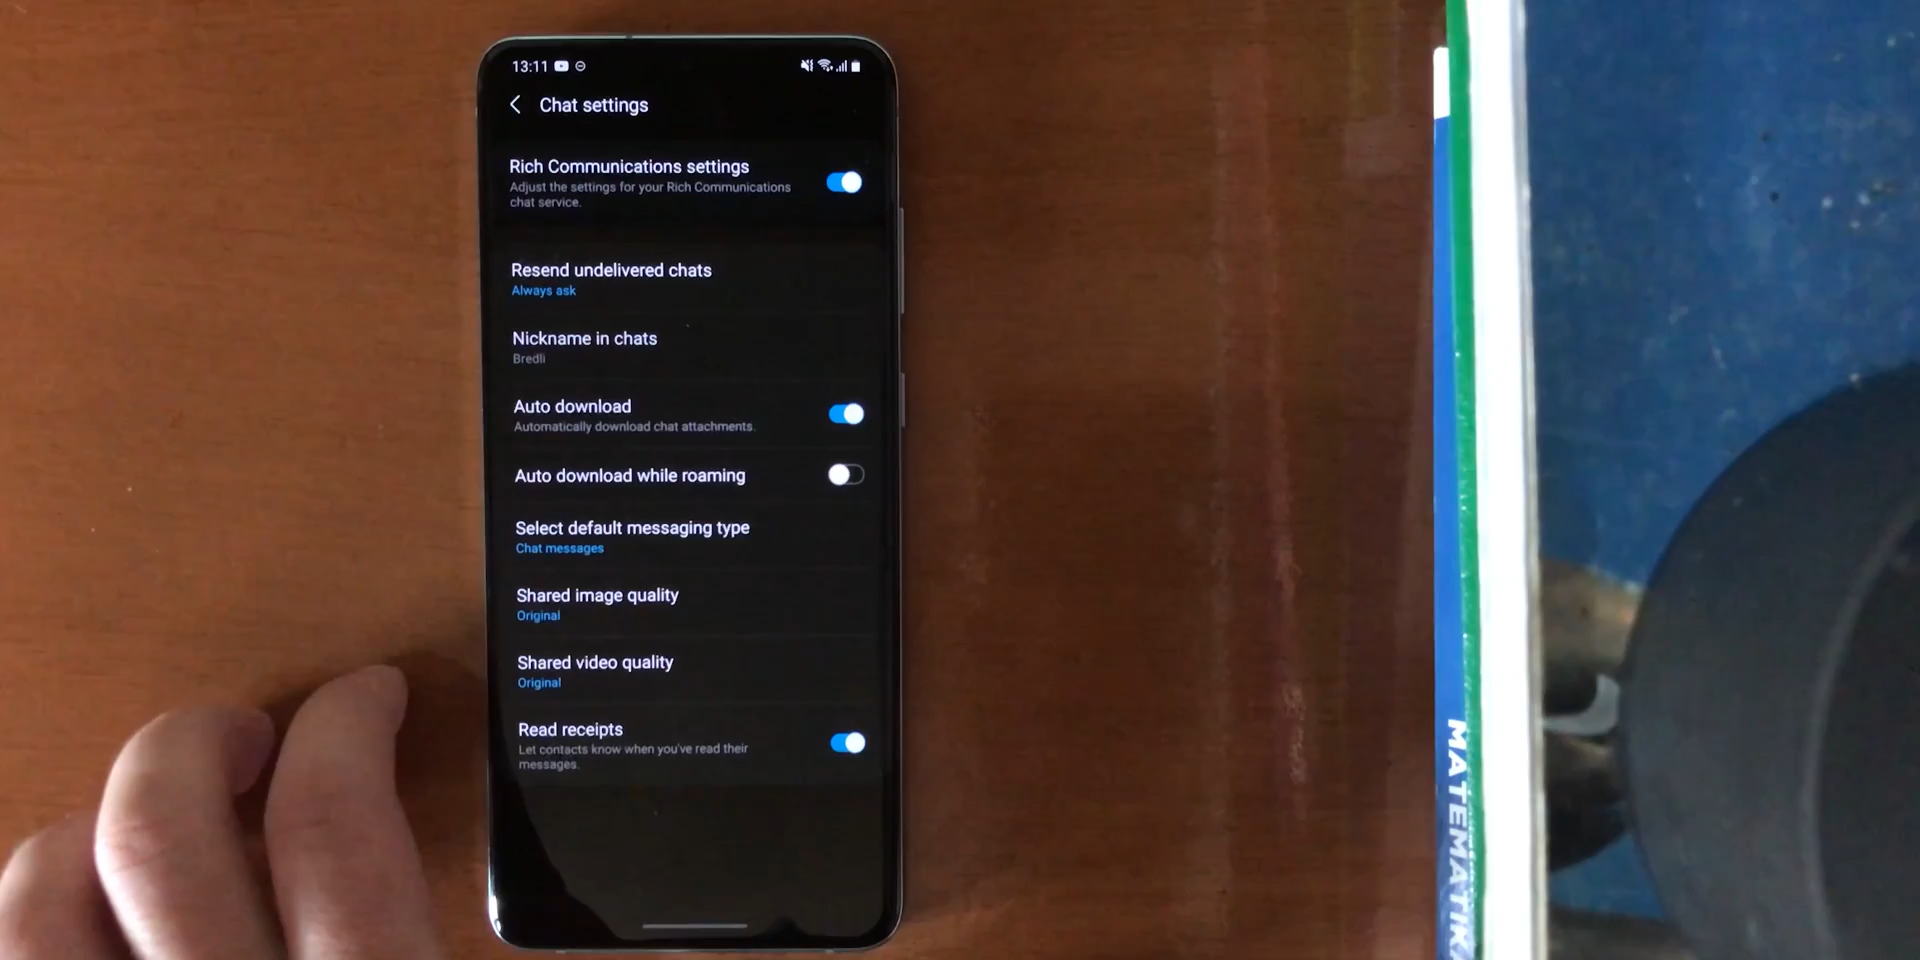 13:11
Chat settings
Rich Communications settings
Adjust the settings for your Rich Communications
chat service.
Resend undelivered chats
Always ask
Nickname in chats
Bredli
Auto download
Automatically download chat attachments.
Auto download while roaming
Select default messaging type
Chat messages
Shared image quality
Original
Shared video quality
Original
Read receipts
Let contacts know when you've read their
messages.
MATEMATIK